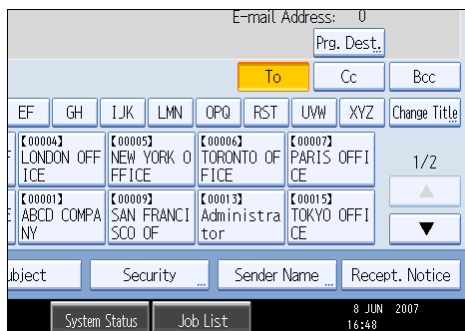 E-mail Address: 0
Prg. Dest.
To Cc Bcc
EF GH IJK LMN OPQ RST UVW XYZ Change Title
【00004】 【00005】 【00006】 【00007】
LONDON OFF NEW YORK O TORONTO OF PARIS OFFI
ICE FFICE FICE CE
1/2
【00001】 【00009】 【00013】 【00015】
ABCD COMPA SAN FRANCI Administra TOKYO OFFI
NY SCO OF tor CE
Security Sender Name Recept. Notice
System Status Job List 8 JUN 2007
16:48